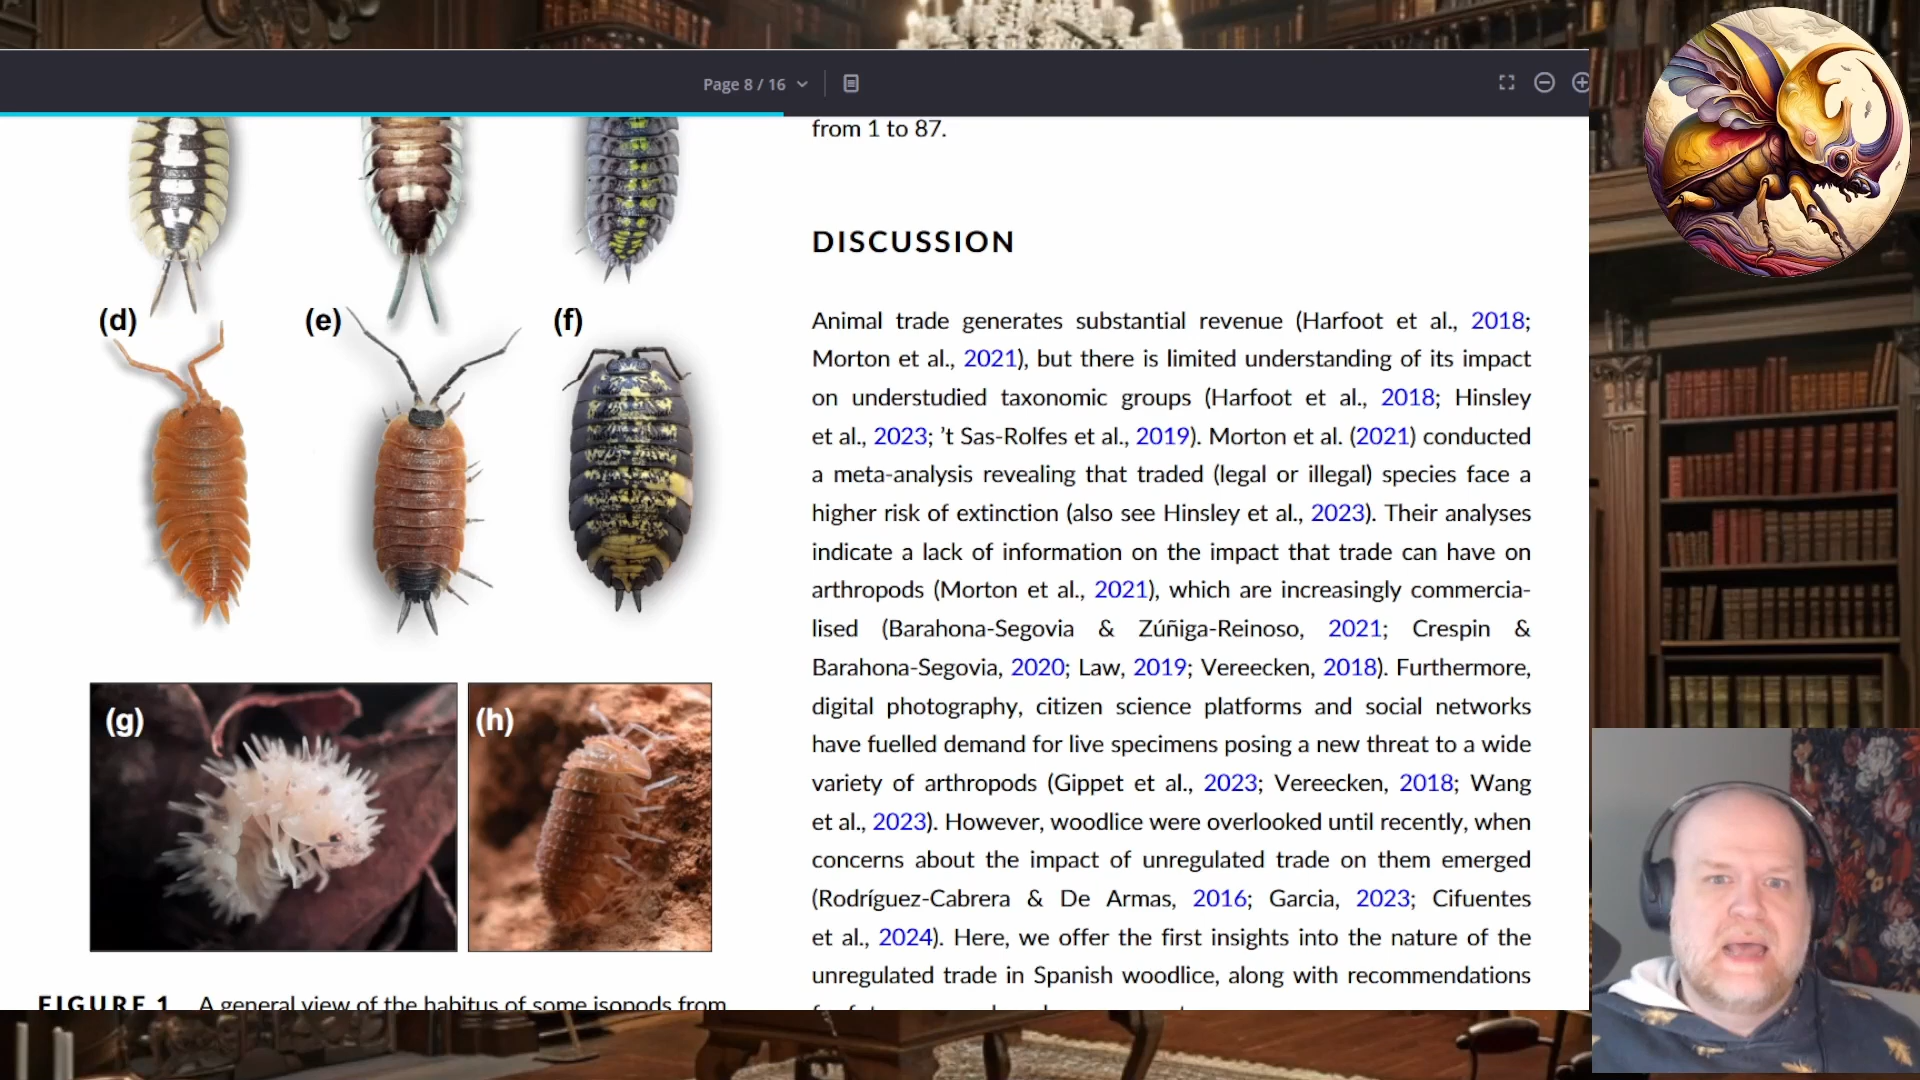 Page 8 / 16
from 1 to 87.
(d)
(e)
(f)
(g)
(h)
FIGURE 1 A general view of the habitus of some isopods from
DISCUSSION
Animal trade generates substantial revenue (Harfoot et al., 2018;
Morton et al., 2021), but there is limited understanding of its impact
on understudied taxonomic groups (Harfoot et al., 2018; Hinsley
et al., 2023; 't Sas-Rolfes et al., 2019). Morton et al. (2021) conducted
a meta-analysis revealing that traded (legal or illegal) species face a
higher risk of extinction (also see Hinsley et al., 2023). Their analyses
indicate a lack of information on the impact that trade can have on
arthropods (Morton et al., 2021), which are increasingly commercia-
lised (Barahona-Segovia & Zúñiga-Reinoso, 2021; Crespin &
Barahona-Segovia, 2020; Law, 2019; Vereecken, 2018). Furthermore,
digital photography, citizen science platforms and social networks
have fuelled demand for live specimens posing a new threat to a wide
variety of arthropods (Gippet et al., 2023; Vereecken, 2018; Wang
et al., 2023). However, woodlice were overlooked until recently, when
concerns about the impact of unregulated trade on them emerged
(Rodríguez-Cabrera & De Armas, 2016; Garcia, 2023; Cifuentes
et al., 2024). Here, we offer the first insights into the nature of the
unregulated trade in Spanish woodlice, along with recommendations